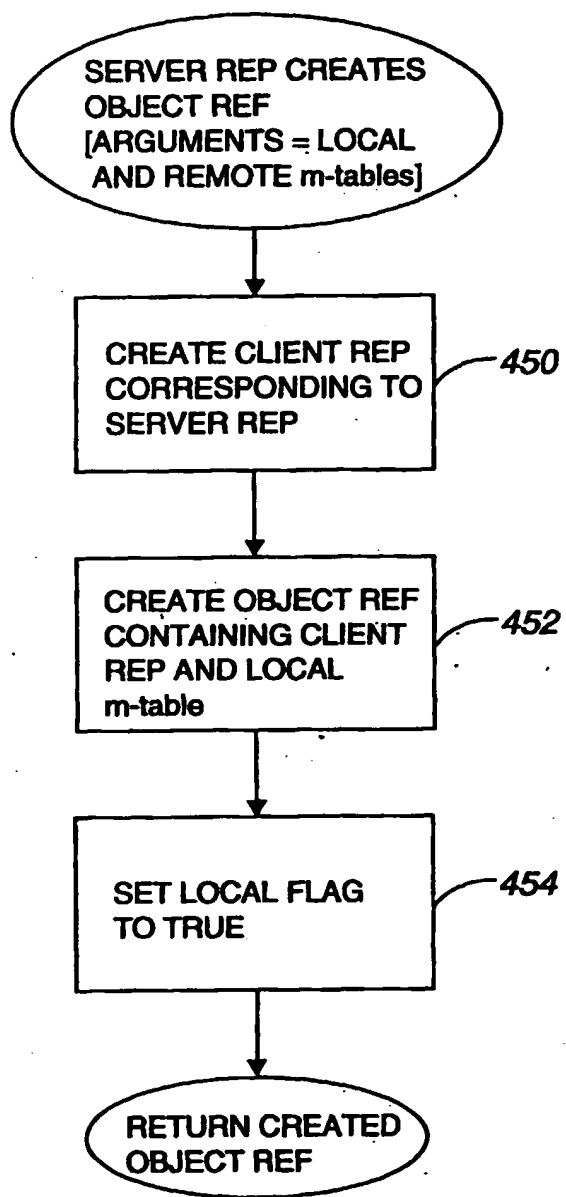 SERVER REP CREATES
OBJECT REF
[ARGUMENTS = LOCAL
AND REMOTE m-tables]
CREATE CLIENT REP
CORRESPONDING TO
SERVER REP
450
CREATE OBJECT REF
CONTAINING CLIENT
REP AND LOCAL
m-table
452
SET LOCAL FLAG
TO TRUE
454
RETURN CREATED
OBJECT REF